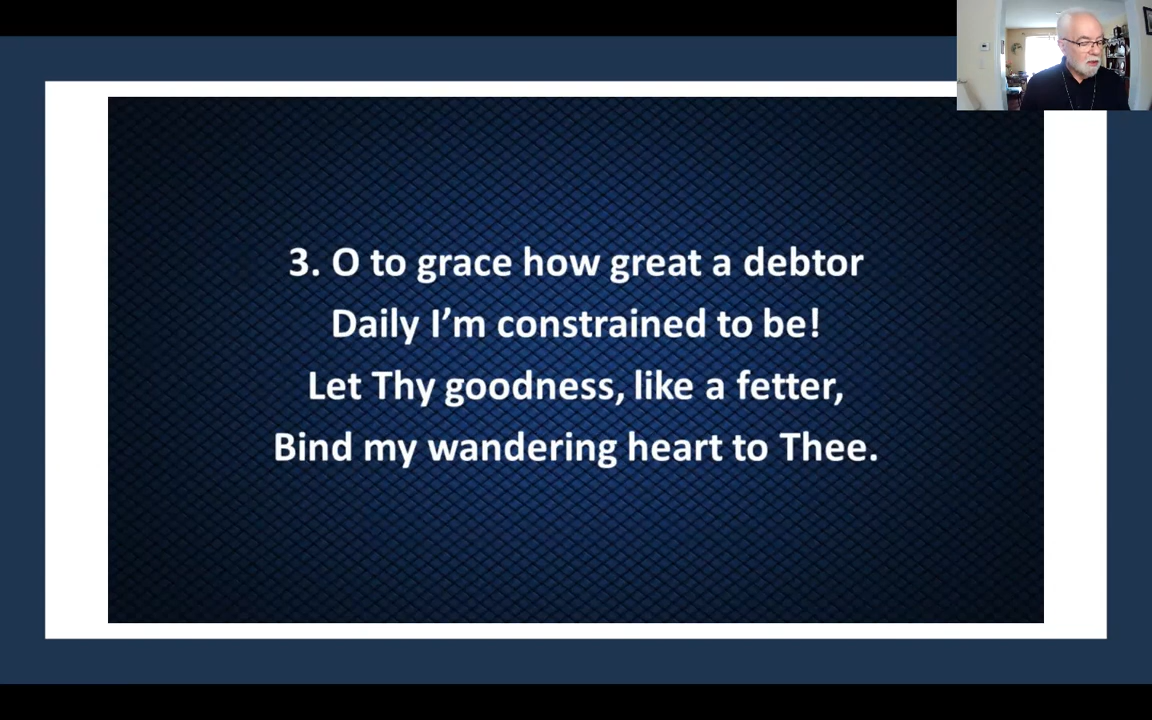 3. O to grace how great a debtor
Daily I’m constrained to be!
Let Thy goodness, like a fetter,
Bind my wandering heart to Thee.